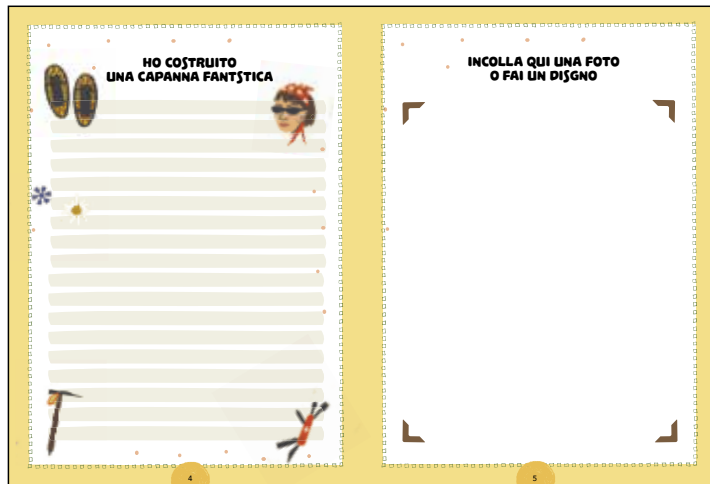 HO COSTRUITO
UNA CAPANNA FANTSTICA
INCOLLA QUI UNA FOTO
O FAI UN DISGNO
4
5